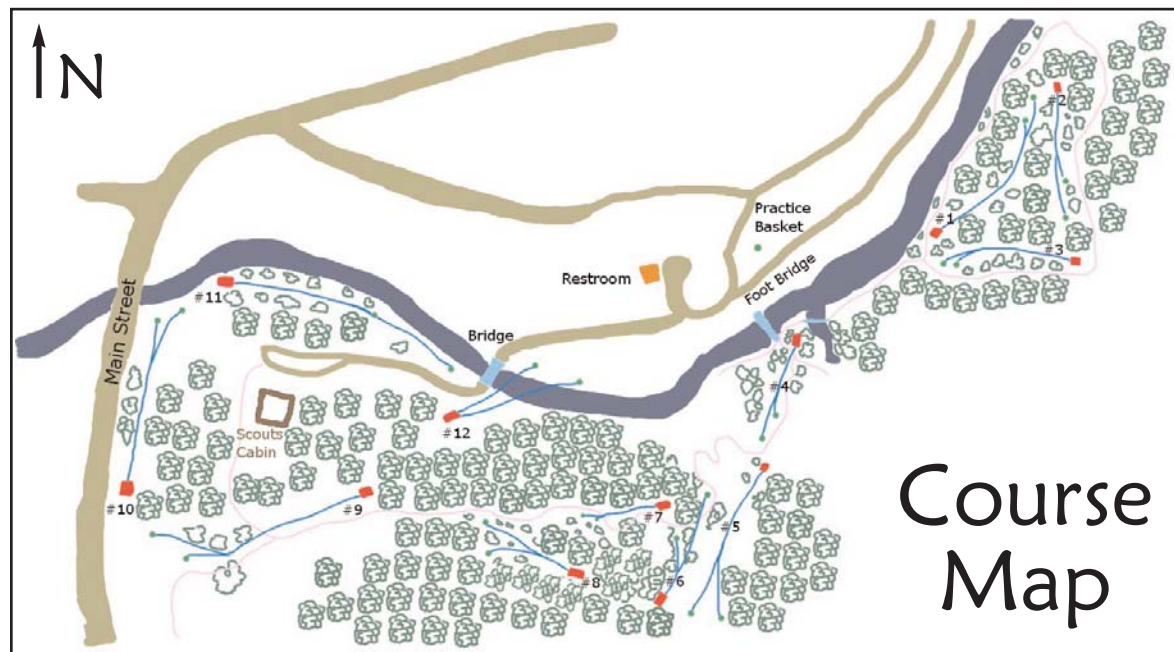 N
#2
Practice
Basket
#1
#3
Restroom
Foot Bridge
#11
Bridge
Main Street
#4
#12
Scouts
Cabin
#10
#9
#7
#5
#8
#6
Course
Map